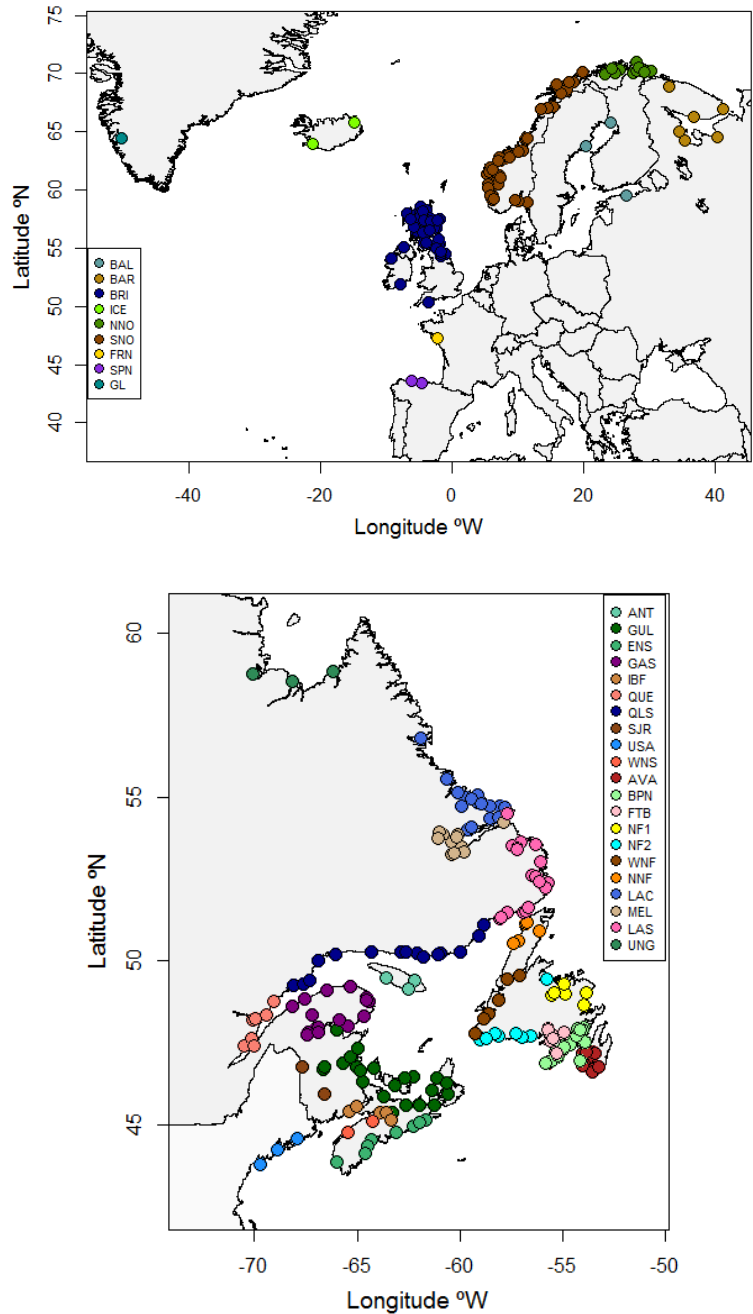 75
70
65
60
55
50
45
40
Latitude ºN
BAL
BAR
BRI
ICE
NNO
SNO
FRN
SPN
GL
-40 -20 0 20 40
Longitude ºW
60
55
50
45
Latitude ºN
ANT
GUL
ENS
GAS
IBF
QUE
QLS
SJR
USA
WNS
AVA
BPN
FTB
NF1
NF2
WNF
NNF
LAC
MEL
LAS
UNG
-70 -65 -60 -55 -50
Longitude ºW